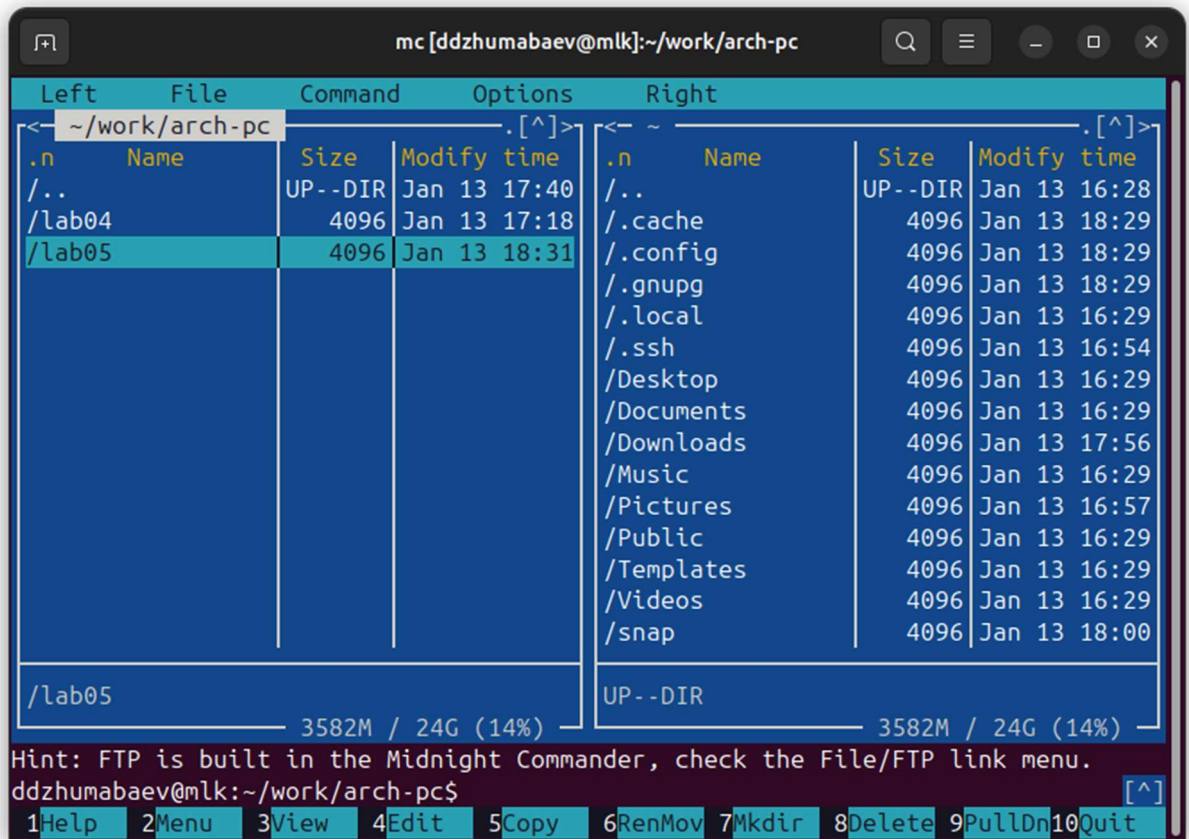 mc [ddzhumabaev@mlk]:~/work/arch-pc
Left File Command Options Right
<─ ~/work/arch-pc .[^]> <─ ~ .[^]>
.n Name Size Modify time .n Name Size Modify time
/.. UP--DIR Jan 13 17:40 /.. UP--DIR Jan 13 16:28
/lab04 4096 Jan 13 17:18 /.cache 4096 Jan 13 18:29
/lab05 4096 Jan 13 18:31 /.config 4096 Jan 13 18:29
/.gnupg 4096 Jan 13 18:29
/.local 4096 Jan 13 16:29
/.ssh 4096 Jan 13 16:54
/Desktop 4096 Jan 13 16:29
/Documents 4096 Jan 13 16:29
/Downloads 4096 Jan 13 17:56
/Music 4096 Jan 13 16:29
/Pictures 4096 Jan 13 16:57
/Public 4096 Jan 13 16:29
/Templates 4096 Jan 13 16:29
/Videos 4096 Jan 13 16:29
/snap 4096 Jan 13 18:00
/lab05 UP--DIR
3582M / 24G (14%) 3582M / 24G (14%)
Hint: FTP is built in the Midnight Commander, check the File/FTP link menu.
ddzhumabaev@mlk:~/work/arch-pc$ [^]
1Help 2Menu 3View 4Edit 5Copy 6RenMov 7Mkdir 8Delete 9PullDn 10Quit